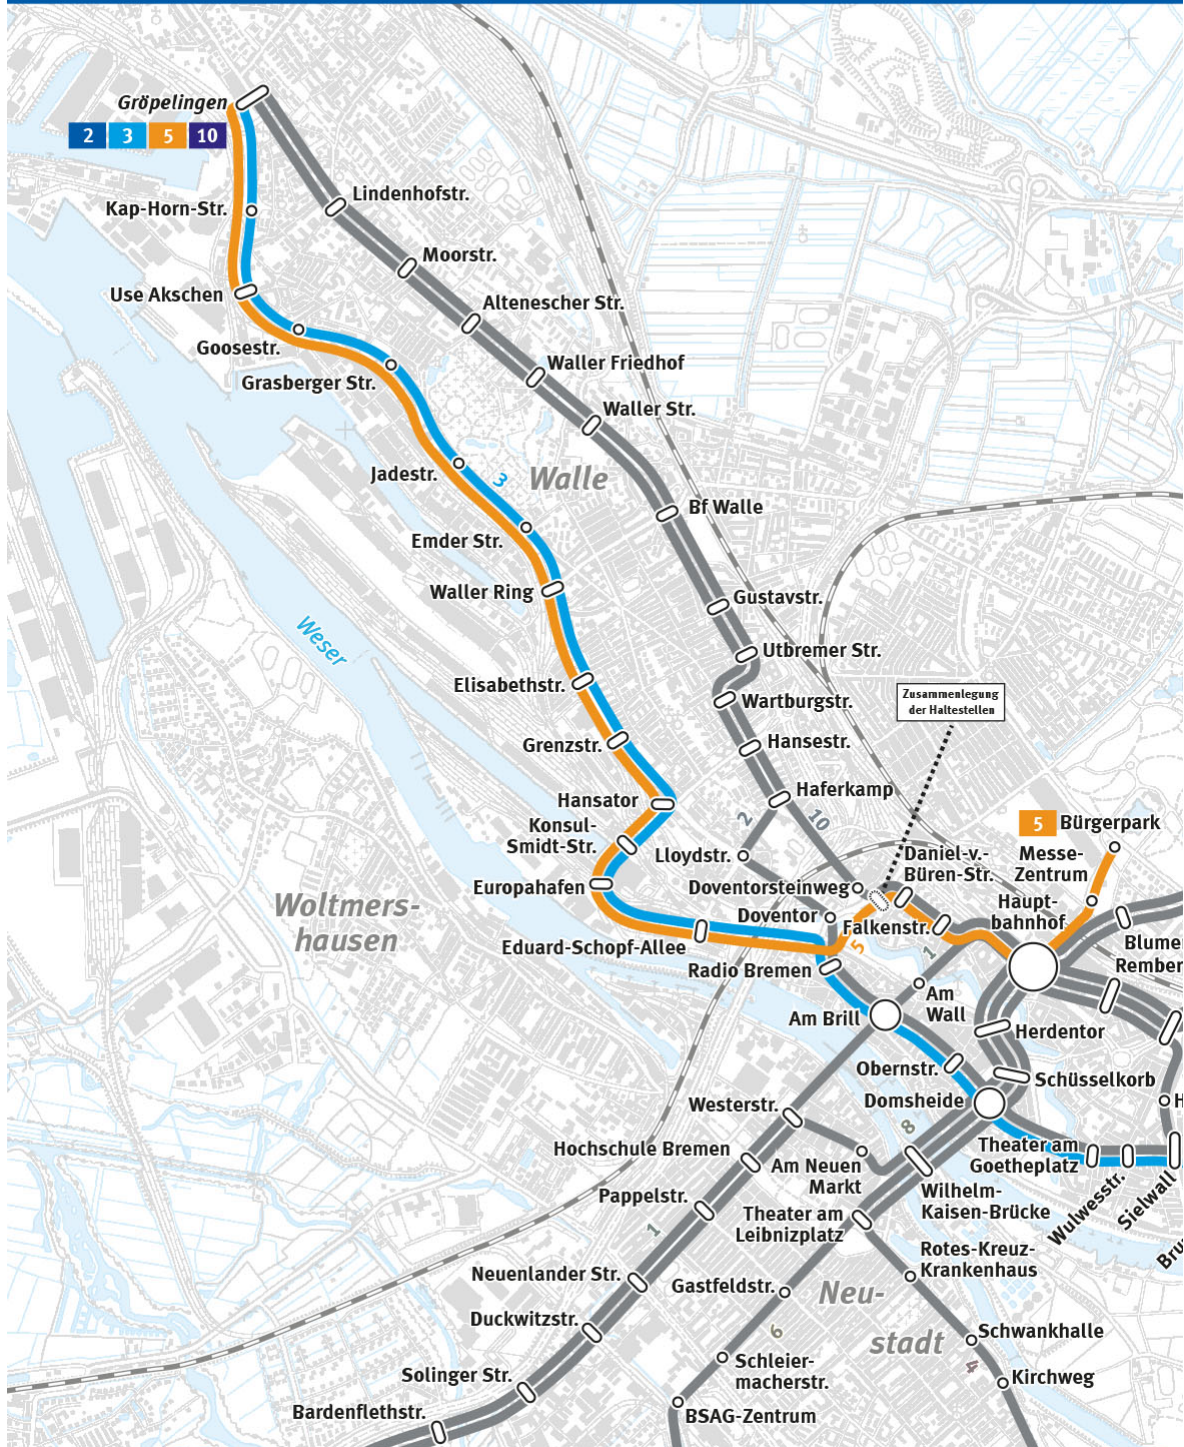 Gröpelingen
2 3 5 10
Lindenhofstr.
Kap-Horn-Str.
Moorstr.
Use Akschen
Altenescher Str.
Goosestr.
Waller Friedhof
Grasberger Str.
Waller Str.
Jadestr.
3
Walle
Bf Walle
Emder Str.
Waller Ring
Gustavstr.
Weser
Utbremer Str.
Elisabethstr.
Wartburgstr.
Zusammenlegung
der Haltestellen
Grenzstr.
Hansestr.
Hansator
Haferkamp
2
10
5 Bürgerpark
Konsul-
Smidt-Str.
Lloydstr.
Daniel-v.-
Büren-Str.
Messe-
Zentrum
Europahafen
Doventorsteinweg
Haupt-
bahnhof
Woltmers-
hausen
Doventor
Falkenstr.
5
1
Eduard-Schopf-Allee
Radio Bremen
Blumen
Rember
Am Brill
Am
Wall
Herdentor
Obernstr.
Schüsselkorb
Domsheide
H
Westerstr.
8
Hochschule Bremen
Am Neuen
Markt
Theater am
Goetheplatz
Wulwesstr.
Sielwall
Bru
Pappelstr.
Wilhelm-
Kaisen-Brücke
1
Theater am
Leibnizplatz
Neuenlander Str.
Rotes-Kreuz-
Krankenhaus
Gastfeldstr.
Neu-
stadt
Duckwitzstr.
6
Schwankhalle
4
Solinger Str.
Schleier-
macherstr.
Kirchweg
Bardenflethstr.
BSAG-Zentrum